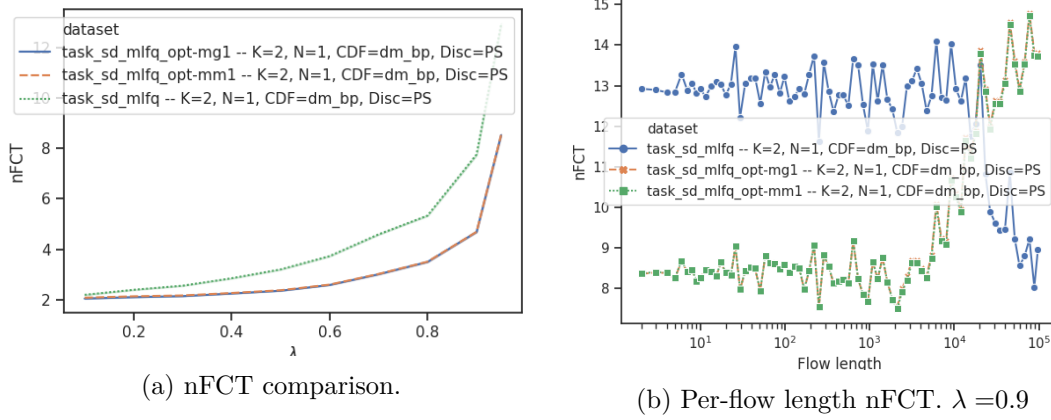 dataset
task_sd_mlfq_opt-mg1 -- K=2, N=1, CDF=dm_bp, Disc=PS
task_sd_mlfq_opt-mm1 -- K=2, N=1, CDF=dm_bp, Disc=PS
task_sd_mlfq -- K=2, N=1, CDF=dm_bp, Disc=PS
nFCT
12
10
8
6
4
2
0.2 0.4 0.6 0.8
λ
(a) nFCT comparison.
15
14
13
12
11
10
9
8
nFCT
dataset
task_sd_mlfq -- K=2, N=1, CDF=dm_bp, Disc=PS
task_sd_mlfq_opt-mg1 -- K=2, N=1, CDF=dm_bp, Disc=PS
task_sd_mlfq_opt-mm1 -- K=2, N=1, CDF=dm_bp, Disc=PS
10¹ 10² 10³ 10⁴ 10⁵
Flow length
(b) Per-flow length nFCT. λ =0.9